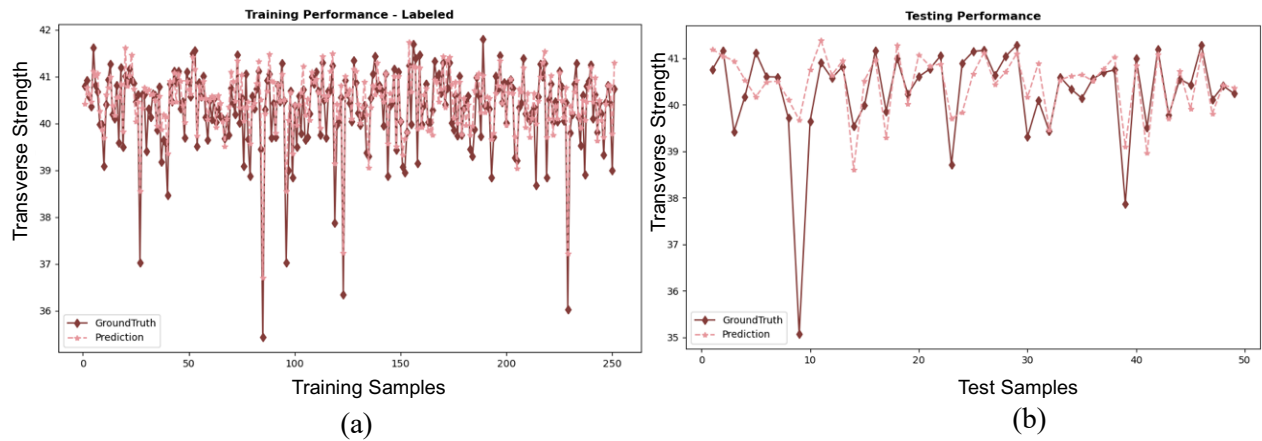 Training Performance - Labeled
Transverse Strength
42
41
40
39
38
37
36
GroundTruth
Prediction
0
50
100
150
200
250
Training Samples
(a)
Testing Performance
Transverse Strength
41
40
39
38
37
36
35
GroundTruth
Prediction
0
10
20
30
40
50
Test Samples
(b)